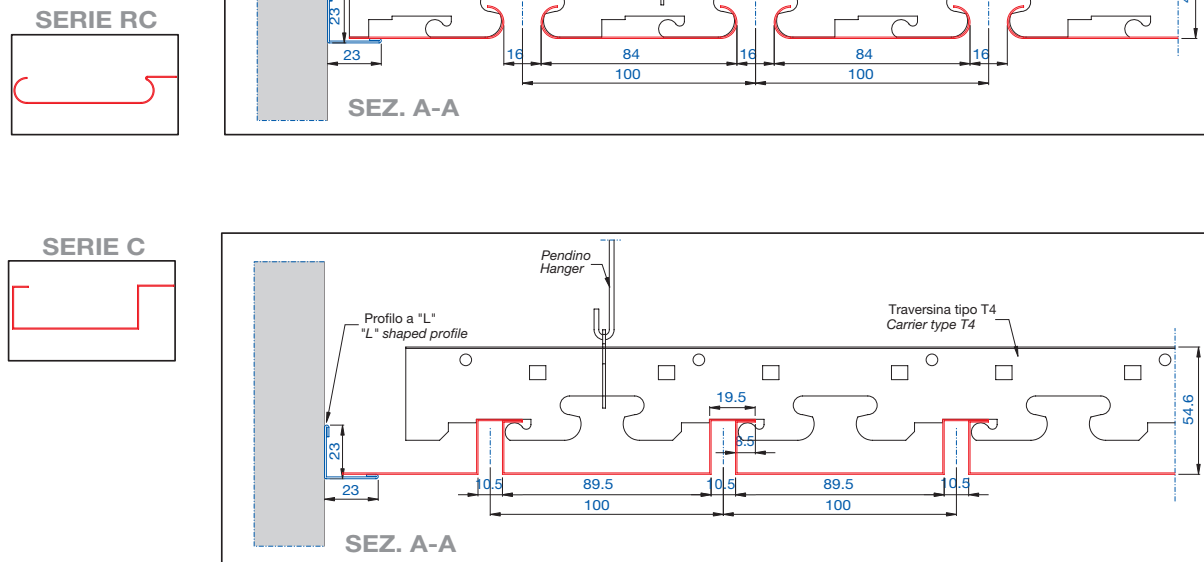 SERIE RC
23
23
16
84
16
84
16
100
100
SEZ. A-A
SERIE C
Pendino
Hanger
Profilo a "L"
"L" shaped profile
Traversina tipo T4
Carrier type T4
19.5
54.6
23
23
10.5
89.5
10.5
89.5
10.5
100
100
SEZ. A-A